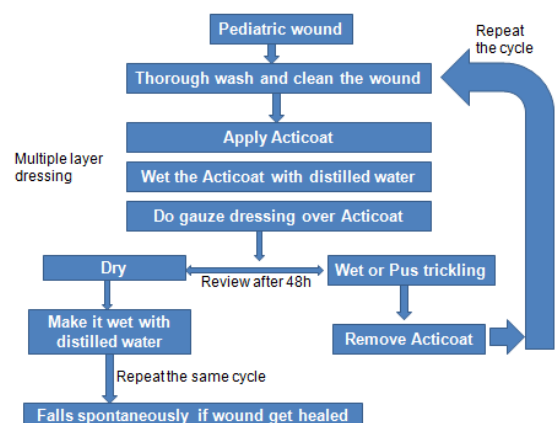 Pediatric wound
Repeat
the cycle
Thorough wash and clean the wound
Apply Acticoat
Multiple layer
dressing
Wet the Acticoat with distilled water
Do gauze dressing over Acticoat
Dry
Review after 48h
Wet or Pus trickling
Make it wet with
distilled water
Remove Acticoat
Repeat the same cycle
Falls spontaneously if wound get healed